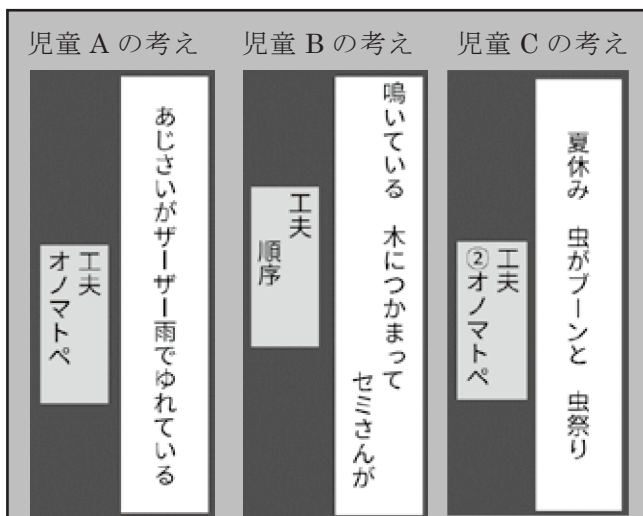 児童 A の考え
あじさいがザーザー雨でゆれている
工夫
オノマトペ
児童 B の考え
鳴いている 木につかまって
セミさんが
工夫
順序
児童 C の考え
夏休み 虫がブーンと 虫祭り
工夫
②オノマトペ